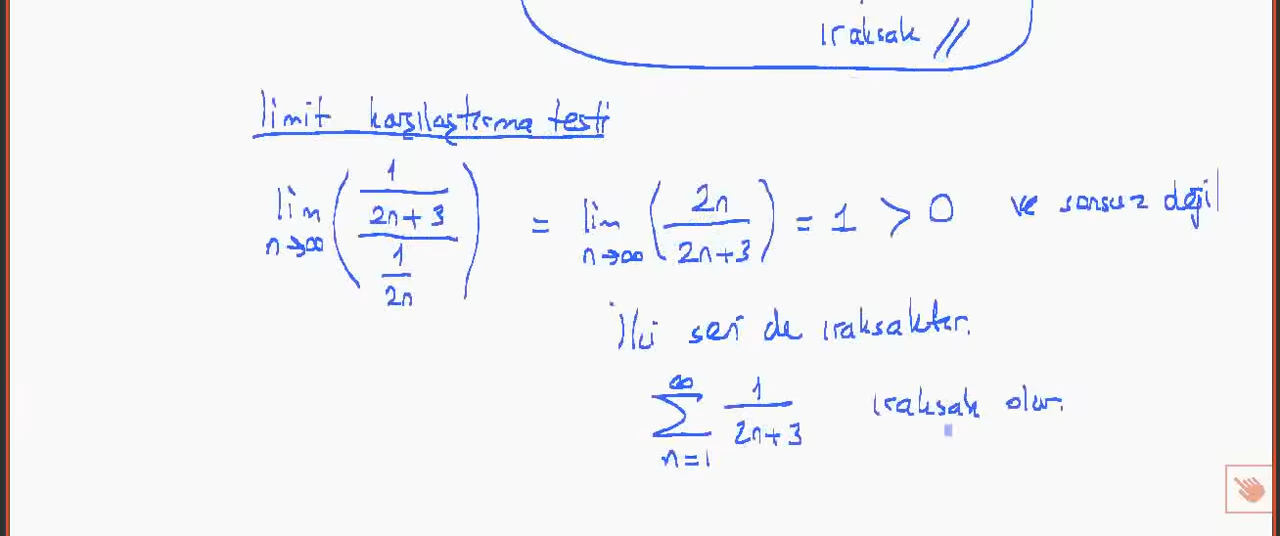 ıraksak //
limit karşılaştırma testi
lim n→∞ ( (1/(2n+3)) / (1/2n) ) = lim n→∞ ( 2n/(2n+3) ) = 1 > 0 ve sonsuz değil
İki seri de ıraksaktır.
∞ ∑ n=1 1/(2n+3) ıraksak olur.